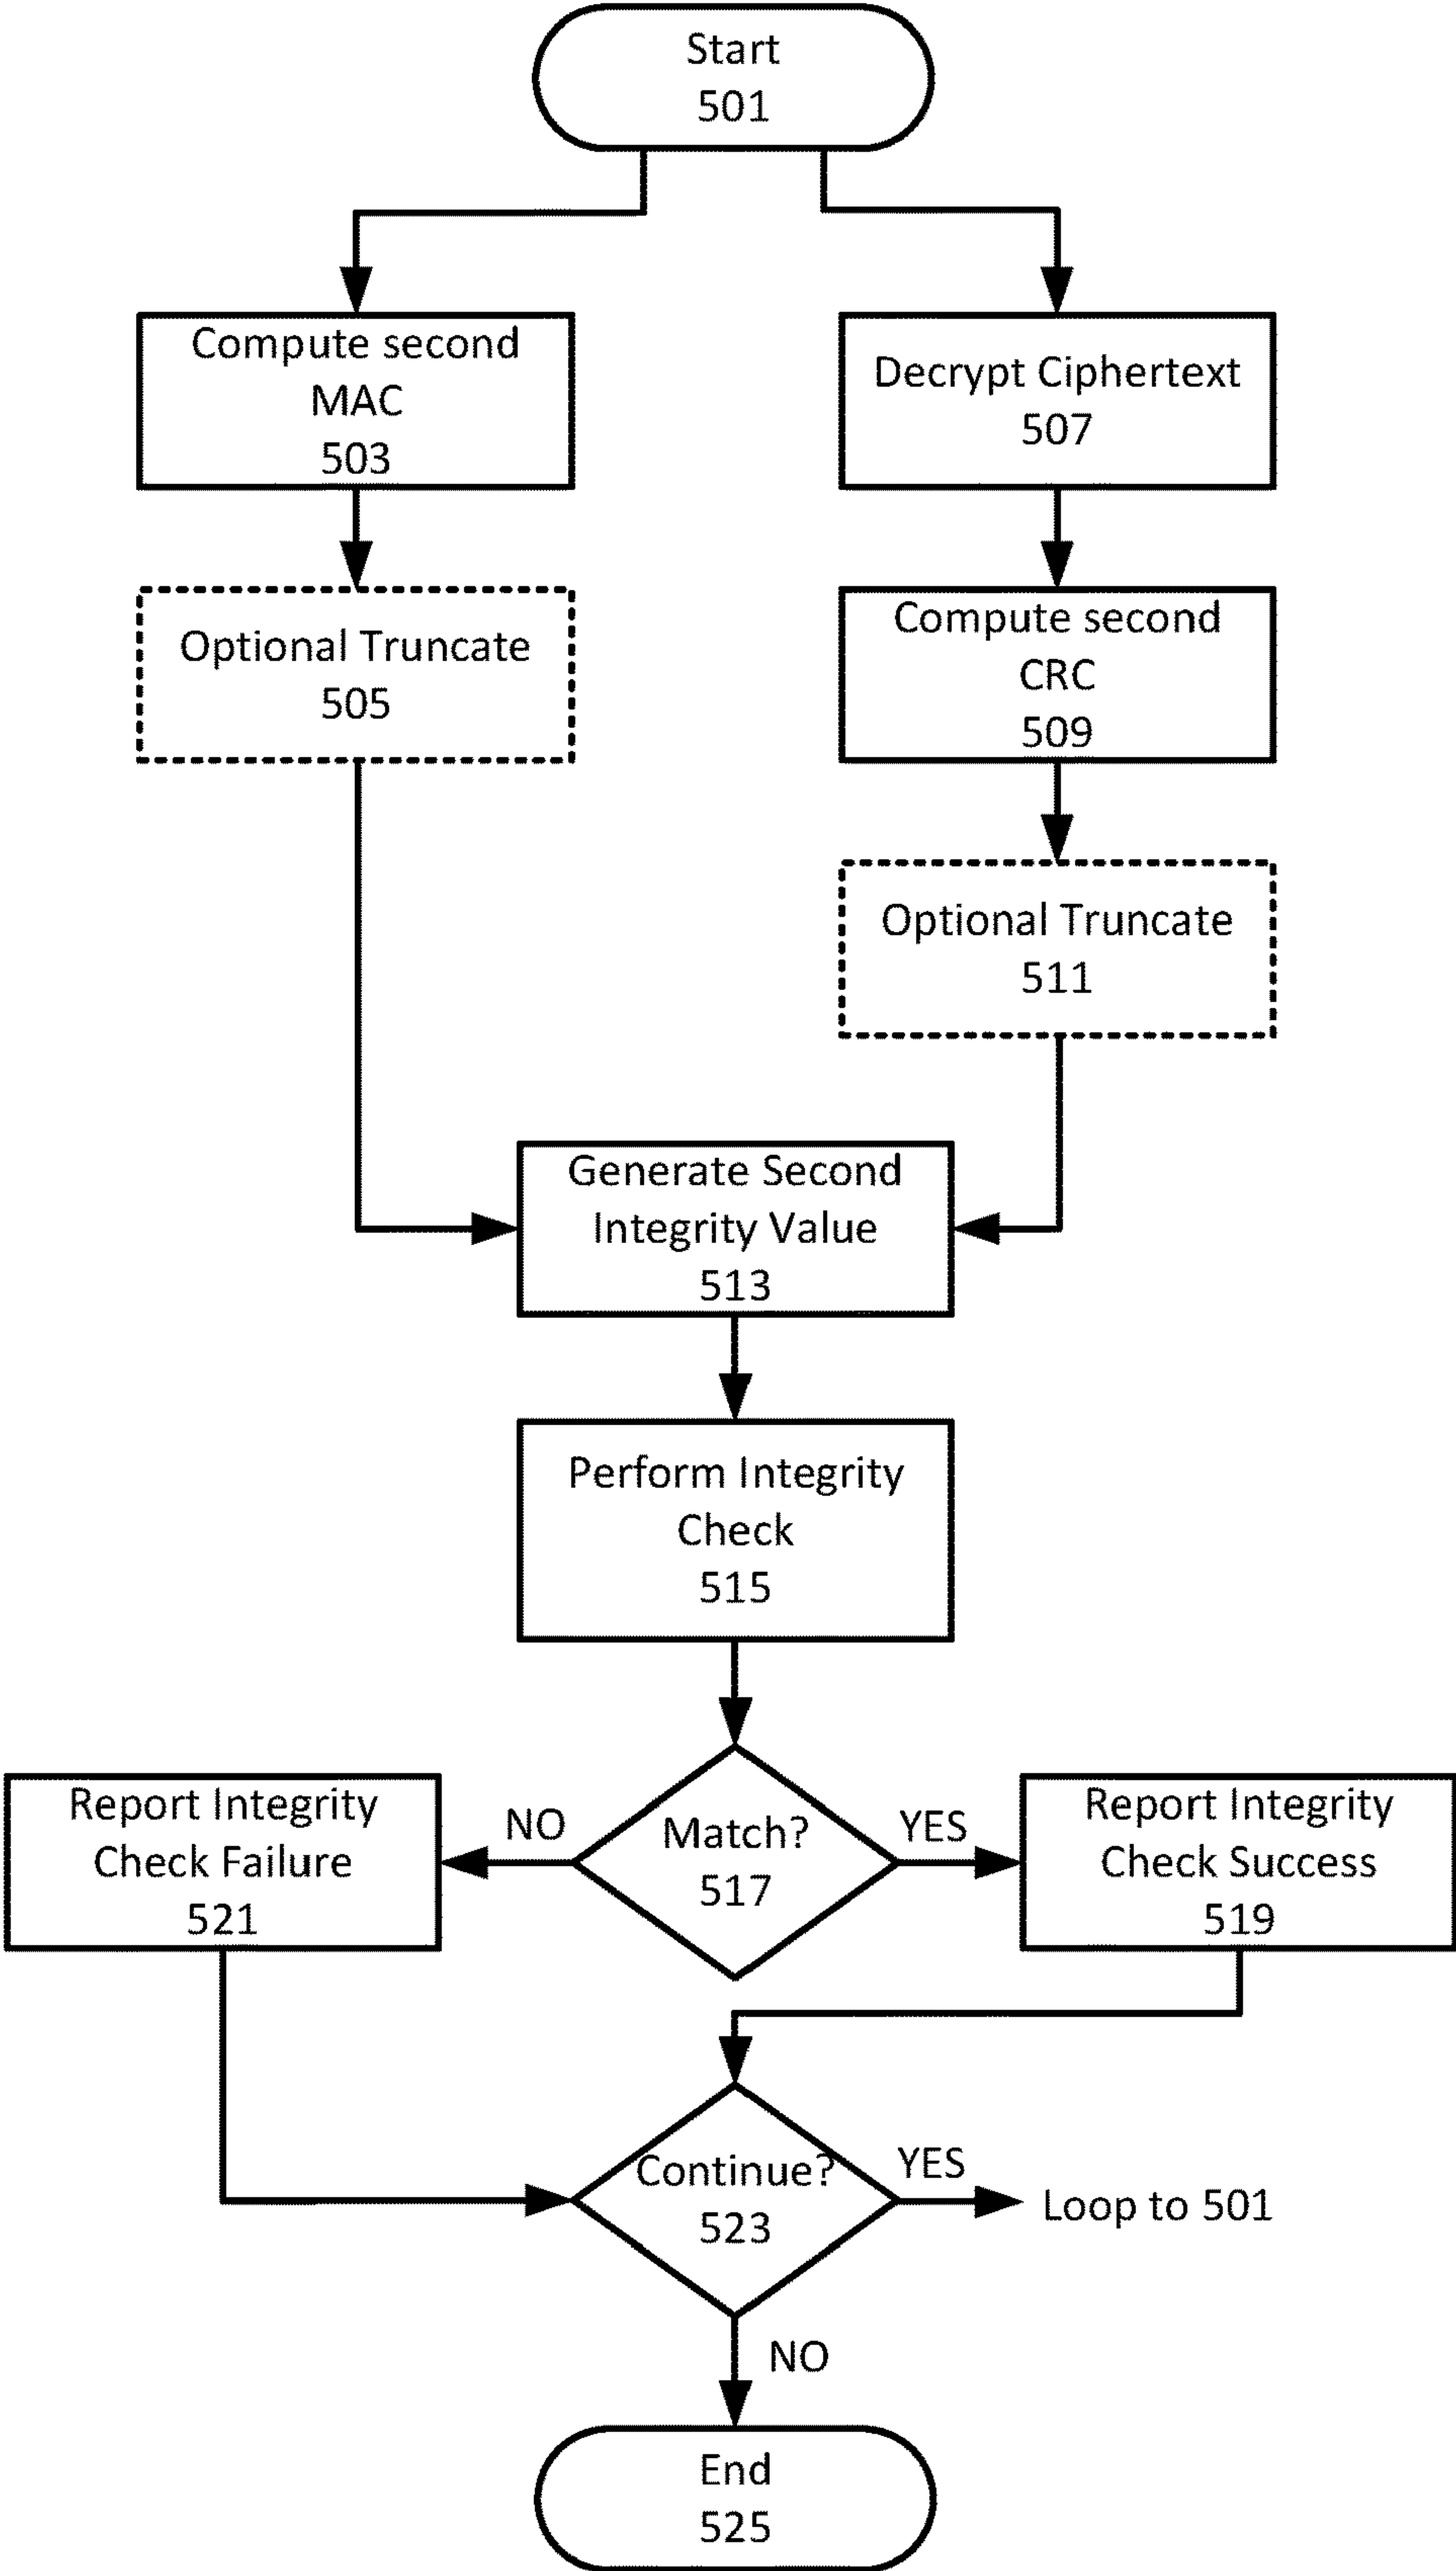 Start
501
Compute second
MAC
503
Decrypt Ciphertext
507
Optional Truncate
505
Compute second
CRC
509
Optional Truncate
511
Generate Second
Integrity Value
513
Perform Integrity
Check
515
Report Integrity
Check Failure
521
NO
Match?
517
YES
Report Integrity
Check Success
519
Continue?
523
YES
Loop to 501
NO
End
525